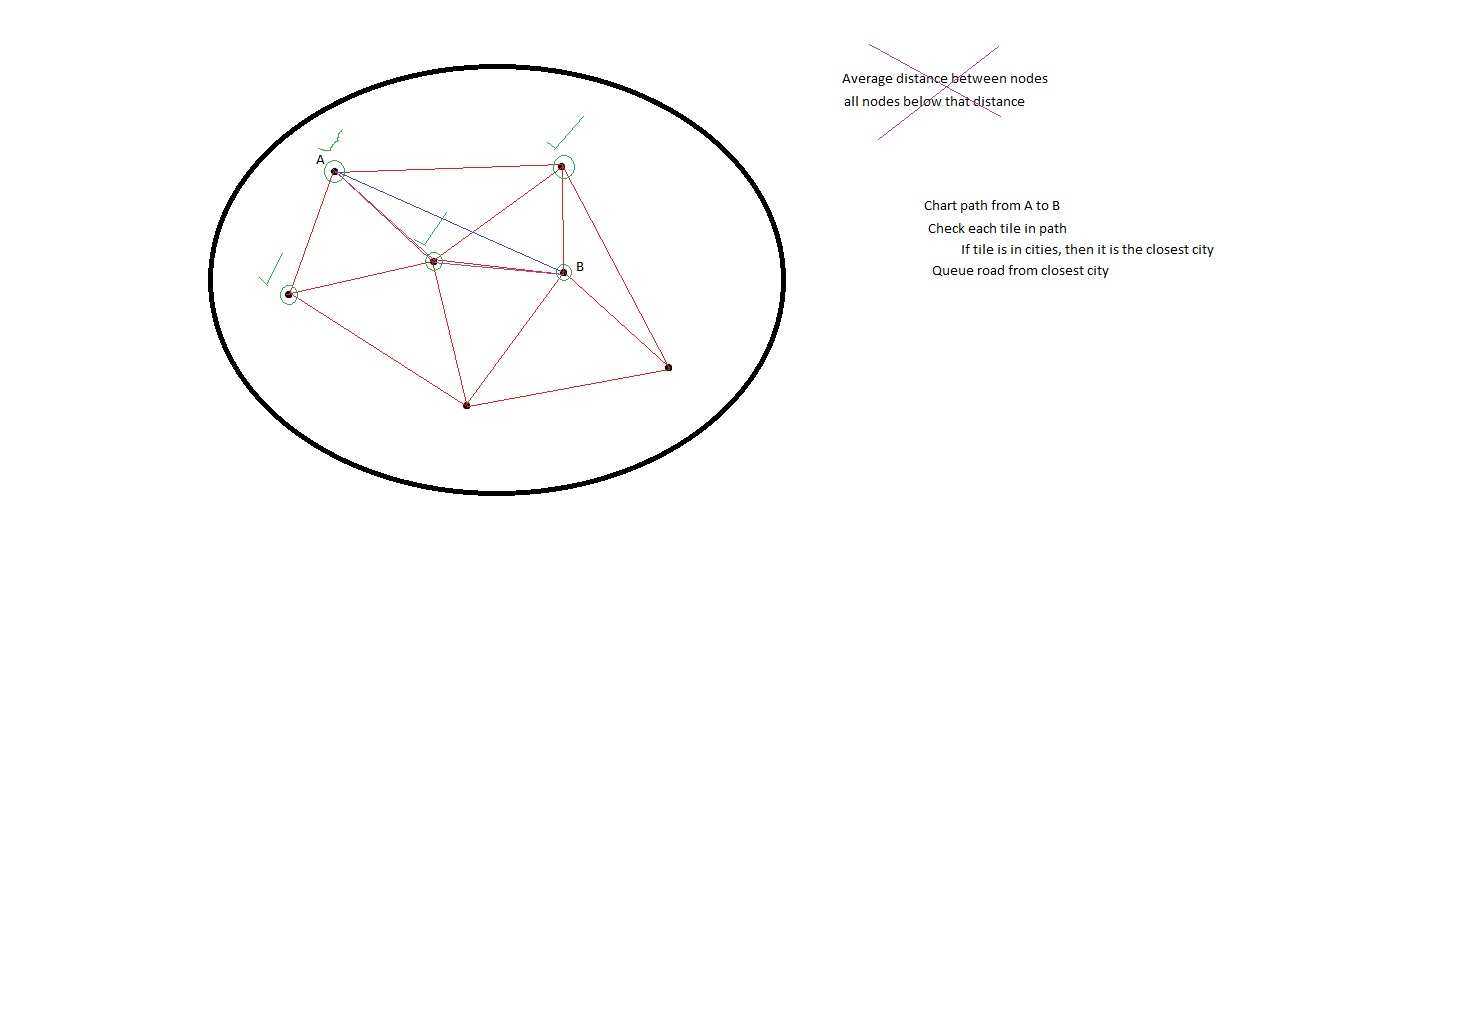 Average distance between nodes
all nodes below that distance
A
B
Chart path from A to B
Check each tile in path
If tile is in cities, then it is the closest city
Queue road from closest city